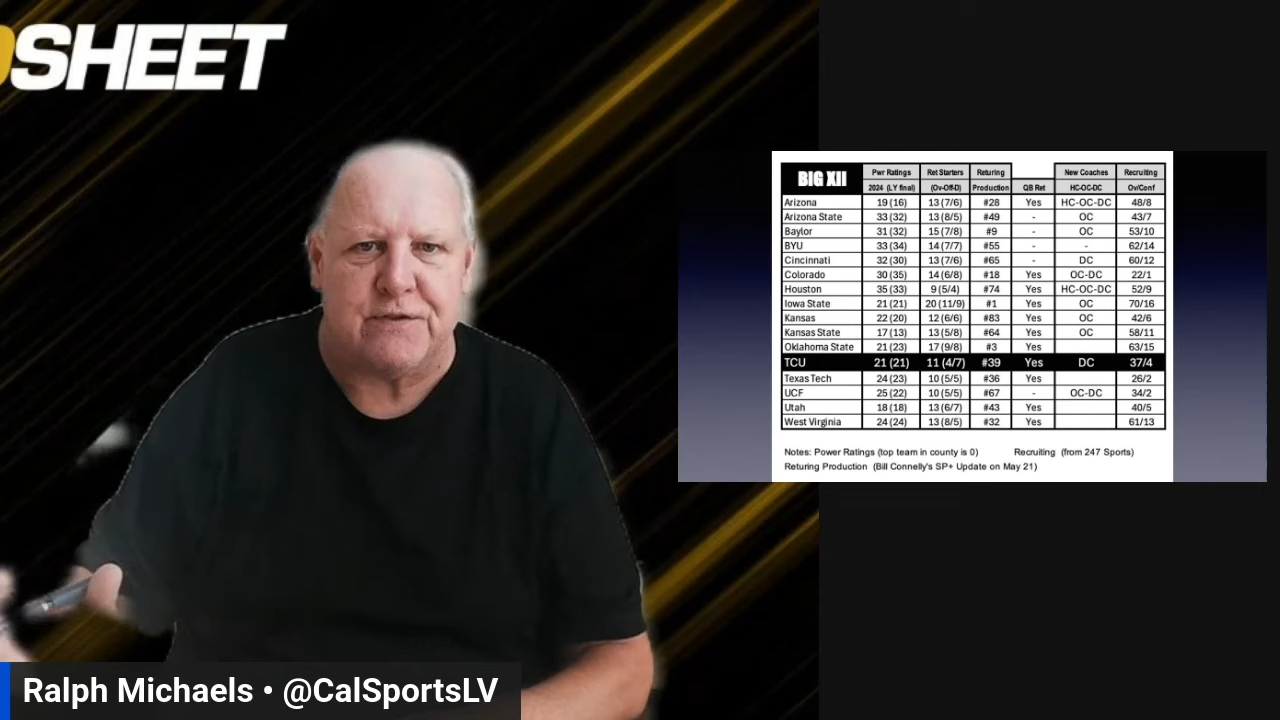 SHEET
BIG XII Pwr Ratings Ret Starters Returing New Coaches Recruiting
2024 (LY final) (Ov-Off-D) Production QB Ret HC-OC-DC Ov/Conf
Arizona 19 (16) 13 (7/6) #28 Yes HC-OC-DC 48/8
Arizona State 33 (32) 13 (8/5) #49 - OC 43/7
Baylor 31 (32) 15 (7/8) #9 - OC 53/10
BYU 33 (34) 14 (7/7) #55 - - 62/14
Cincinnati 32 (30) 13 (7/6) #65 - DC 60/12
Colorado 30 (35) 14 (6/8) #18 Yes OC-DC 22/1
Houston 35 (33) 9 (5/4) #74 Yes HC-OC-DC 52/9
Iowa State 21 (21) 20 (11/9) #1 Yes OC 70/16
Kansas 22 (20) 12 (6/6) #83 Yes OC 42/6
Kansas State 17 (13) 13 (5/8) #64 Yes OC 58/11
Oklahoma State 21 (23) 17 (9/8) #3 Yes 63/15
TCU 21 (21) 11 (4/7) #39 Yes DC 37/4
Texas Tech 24 (23) 10 (5/5) #36 Yes 26/2
UCF 25 (22) 10 (5/5) #67 - OC-DC 34/2
Utah 18 (18) 13 (6/7) #43 Yes 40/5
West Virginia 24 (24) 13 (8/5) #32 Yes 61/13
Notes: Power Ratings (top team in county is 0) Recruiting (from 247 Sports)
Returing Production (Bill Connelly's SP+ Update on May 21)
Ralph Michaels • @CalSportsLV